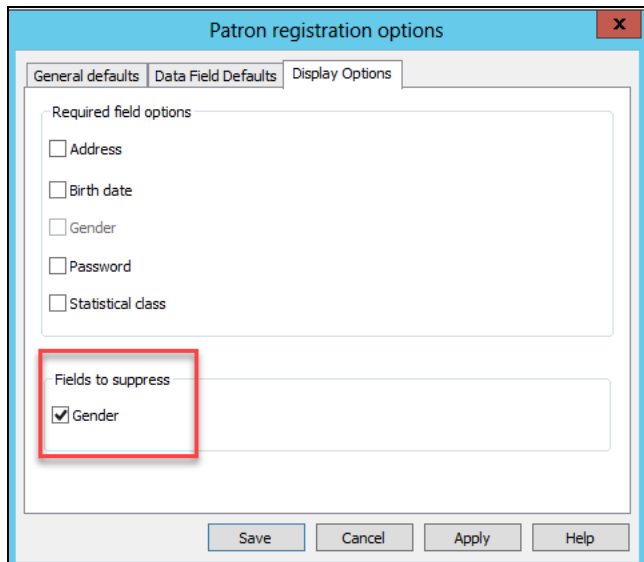 Patron registration options
x
General defaults
Data Field Defaults
Display Options
Required field options
Address
Birth date
Gender
Password
Statistical class
Fields to suppress
Gender
Save
Cancel
Apply
Help